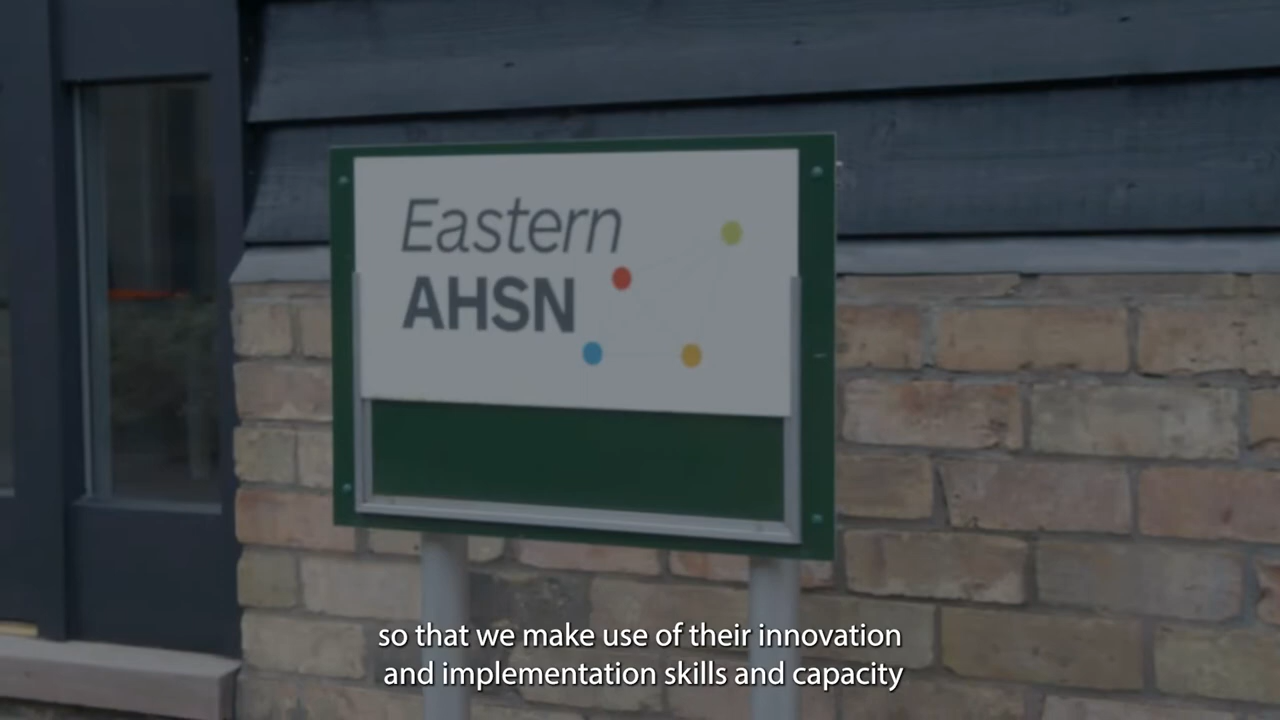 Eastern
AHSN
so that we make use of their innovation
and implementation skills and capacity